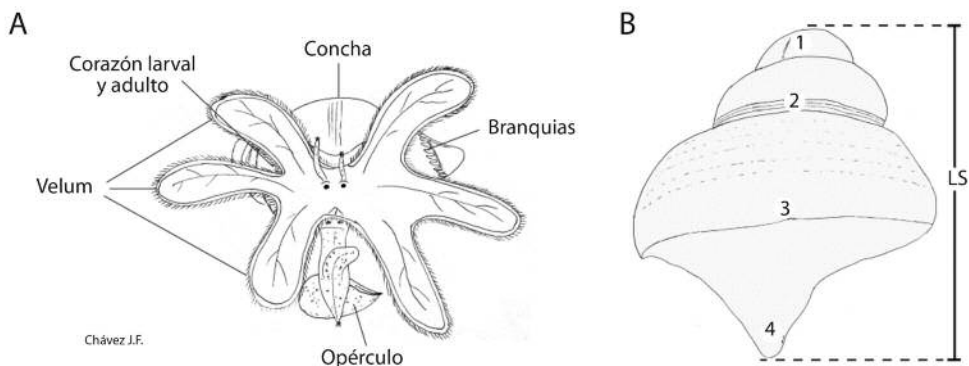 A
Concha
Corazón larval
y adulto
Branquias
Velum
Chávez J.F.
Opérculo
B
1
2
3
4
LS